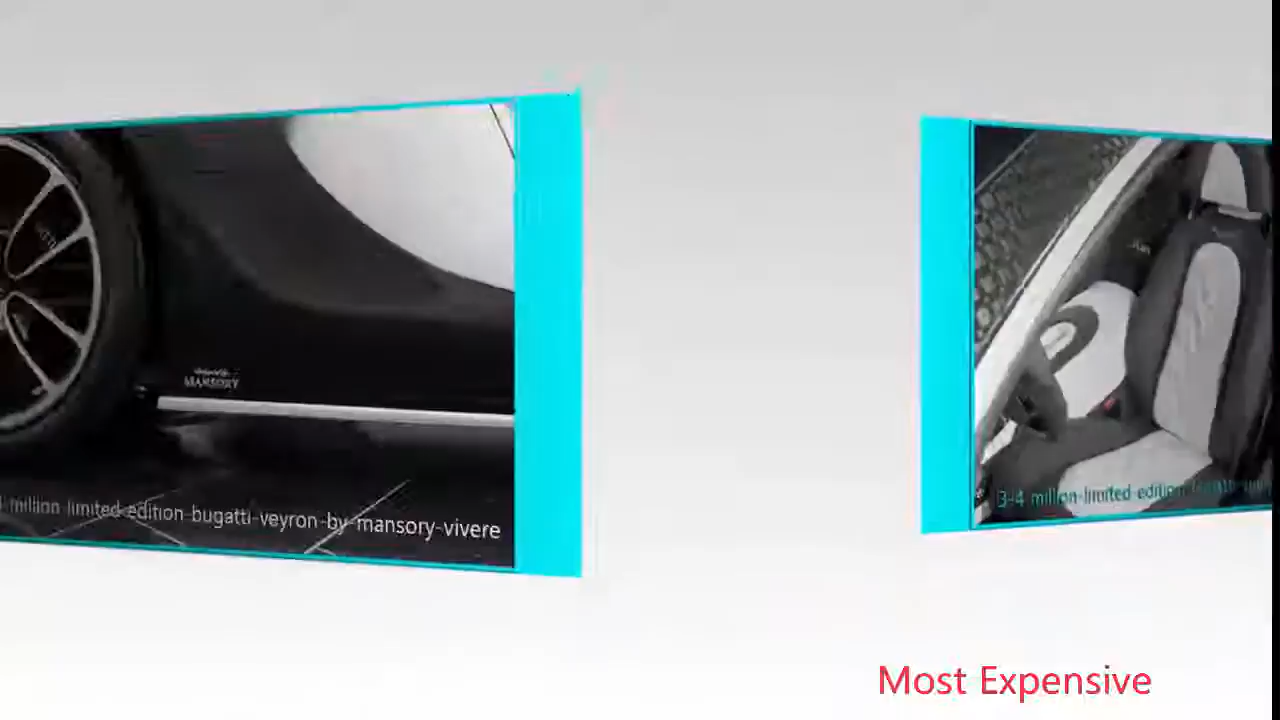 MANSORY
million-limited-edition-bugatti-veyron-by-mansory-vivere
3-4 million-limited-edition
Most Expensive